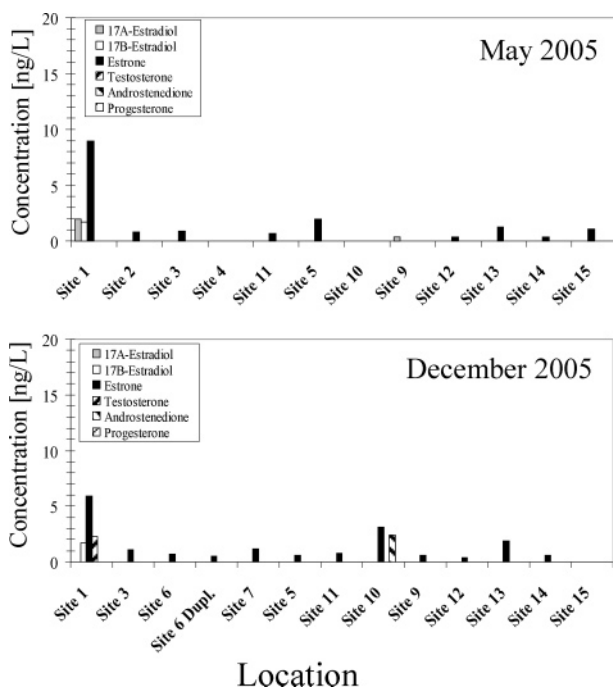 Concentration [ng/L]
20
15
10
5
0
17A-Estradiol
17B-Estradiol
Estrone
Testosterone
Androstenedione
Progesterone
May 2005
Site 1
Site 2
Site 3
Site 4
Site 11
Site 5
Site 10
Site 9
Site 12
Site 13
Site 14
Site 15
Concentration [ng/L]
20
15
10
5
0
17A-Estradiol
17B-Estradiol
Estrone
Testosterone
Androstenedione
Progesterone
December 2005
Site 1
Site 3
Site 6
Site 6 Dupl.
Site 7
Site 5
Site 11
Site 10
Site 9
Site 12
Site 13
Site 14
Site 15
Location